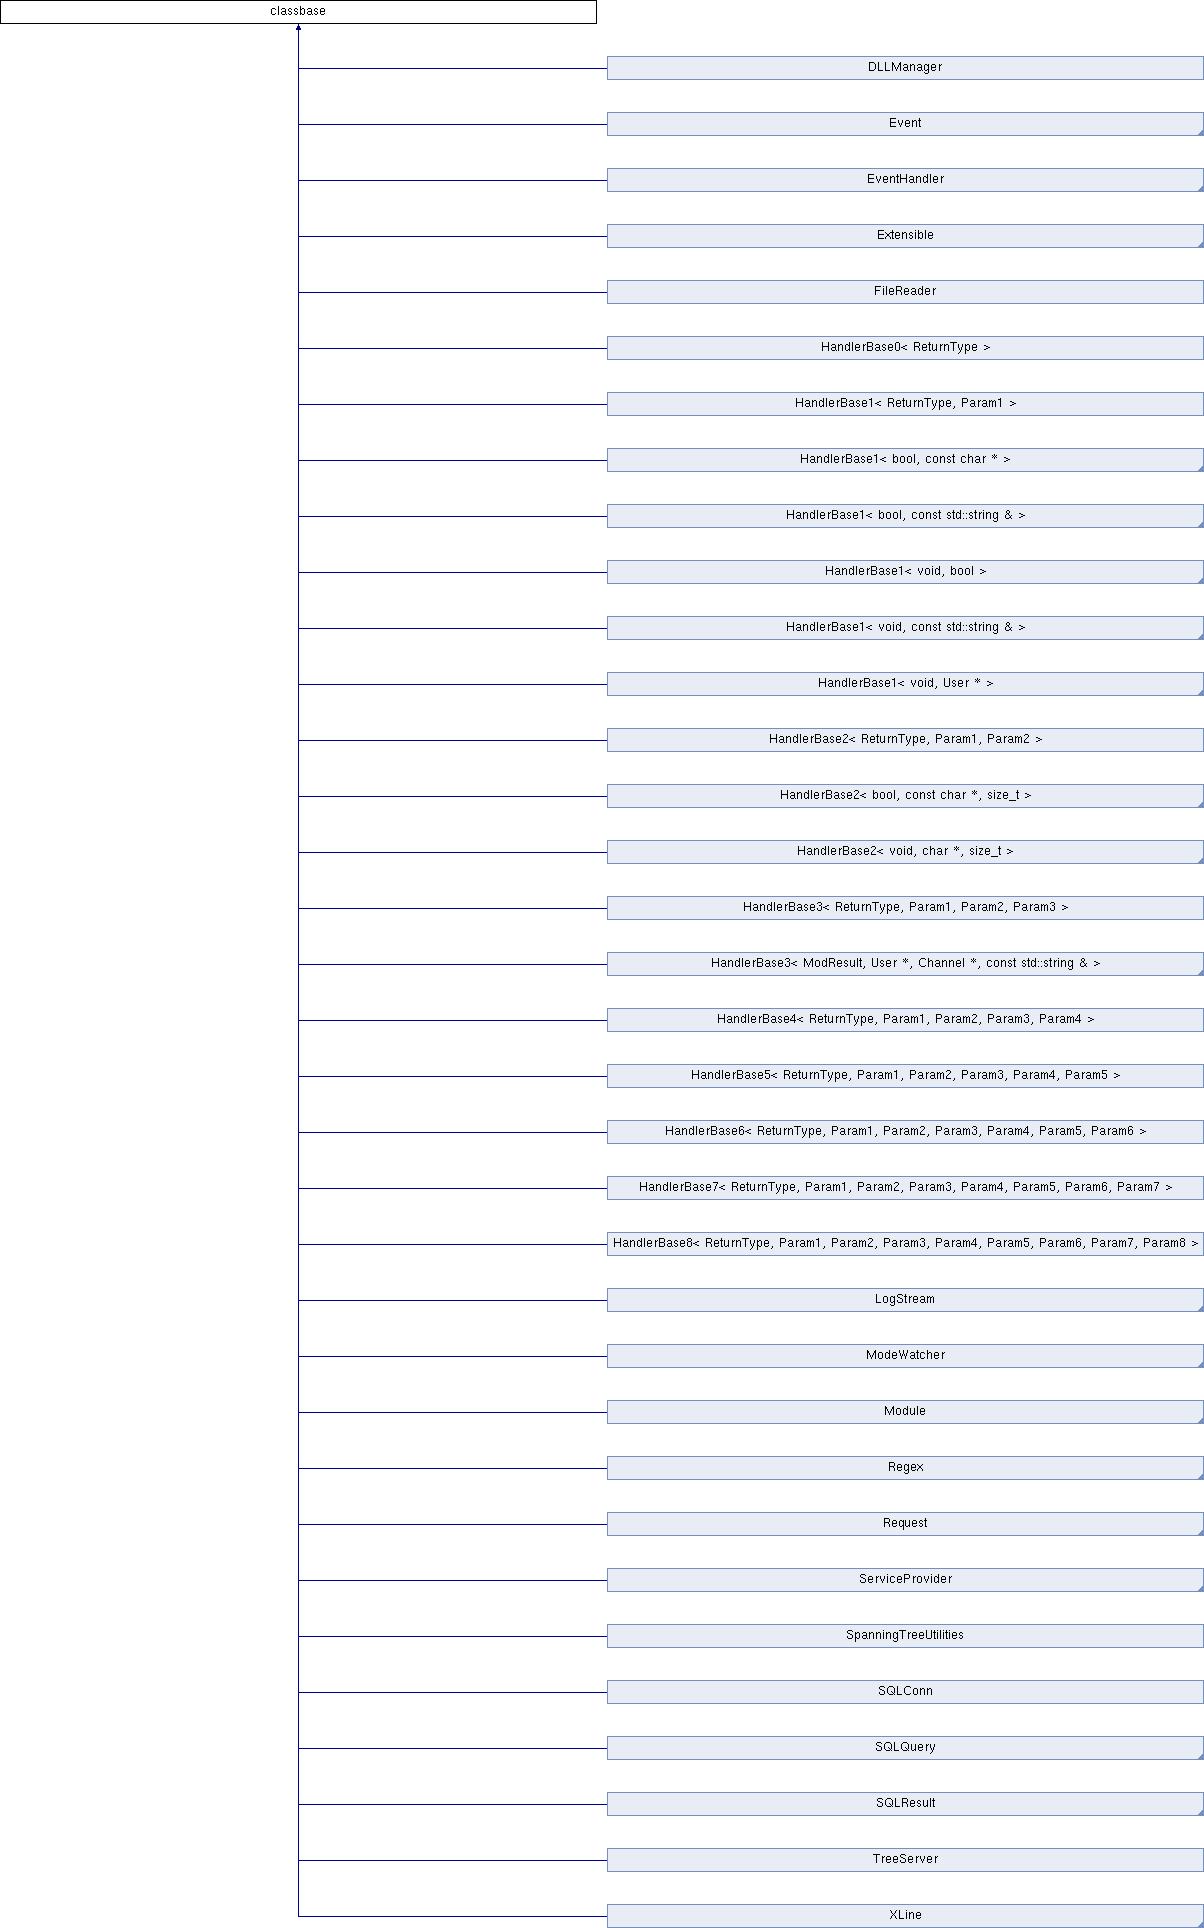 classbase
DLLManager
Event
EventHandler
Extensible
FileReader
HandlerBase0< ReturnType >
HandlerBase1< ReturnType, Param1 >
HandlerBase1< bool, const char * >
HandlerBase1< bool, const std::string & >
HandlerBase1< void, bool >
HandlerBase1< void, const std::string & >
HandlerBase1< void, User * >
HandlerBase2< ReturnType, Param1, Param2 >
HandlerBase2< bool, const char *, size_t >
HandlerBase2< void, char *, size_t >
HandlerBase3< ReturnType, Param1, Param2, Param3 >
HandlerBase3< ModResult, User *, Channel *, const std::string & >
HandlerBase4< ReturnType, Param1, Param2, Param3, Param4 >
HandlerBase5< ReturnType, Param1, Param2, Param3, Param4, Param5 >
HandlerBase6< ReturnType, Param1, Param2, Param3, Param4, Param5, Param6 >
HandlerBase7< ReturnType, Param1, Param2, Param3, Param4, Param5, Param6, Param7 >
HandlerBase8< ReturnType, Param1, Param2, Param3, Param4, Param5, Param6, Param7, Param8 >
LogStream
ModeWatcher
Module
Regex
Request
ServiceProvider
SpanningTreeUtilities
SQLConn
SQLQuery
SQLResult
TreeServer
XLine